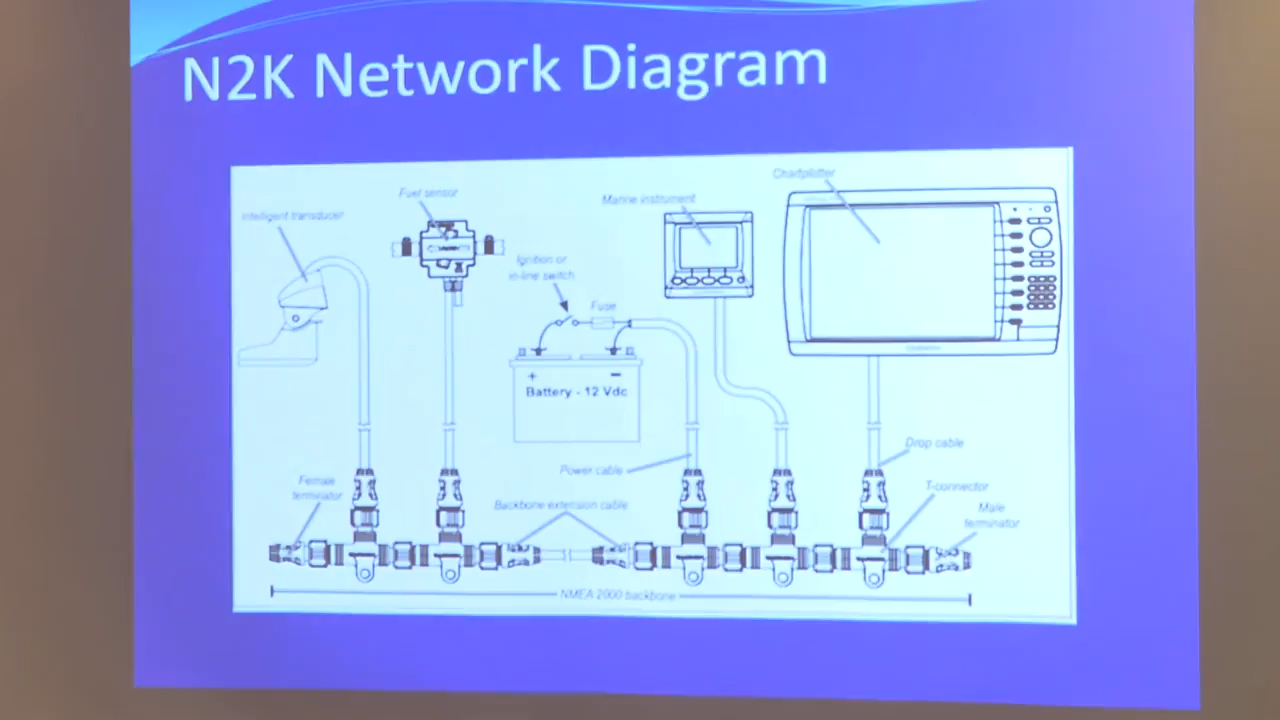 N2K Network Diagram
Chartplotter
Fuel sensor
Marine instrument
Intelligent transducer
Ignition or
in-line switch
Fuse
+ −
Battery - 12 Vdc
Drop cable
Power cable
Female
terminator
T-connector
Backbone extension cable
Male
terminator
NMEA 2000 backbone